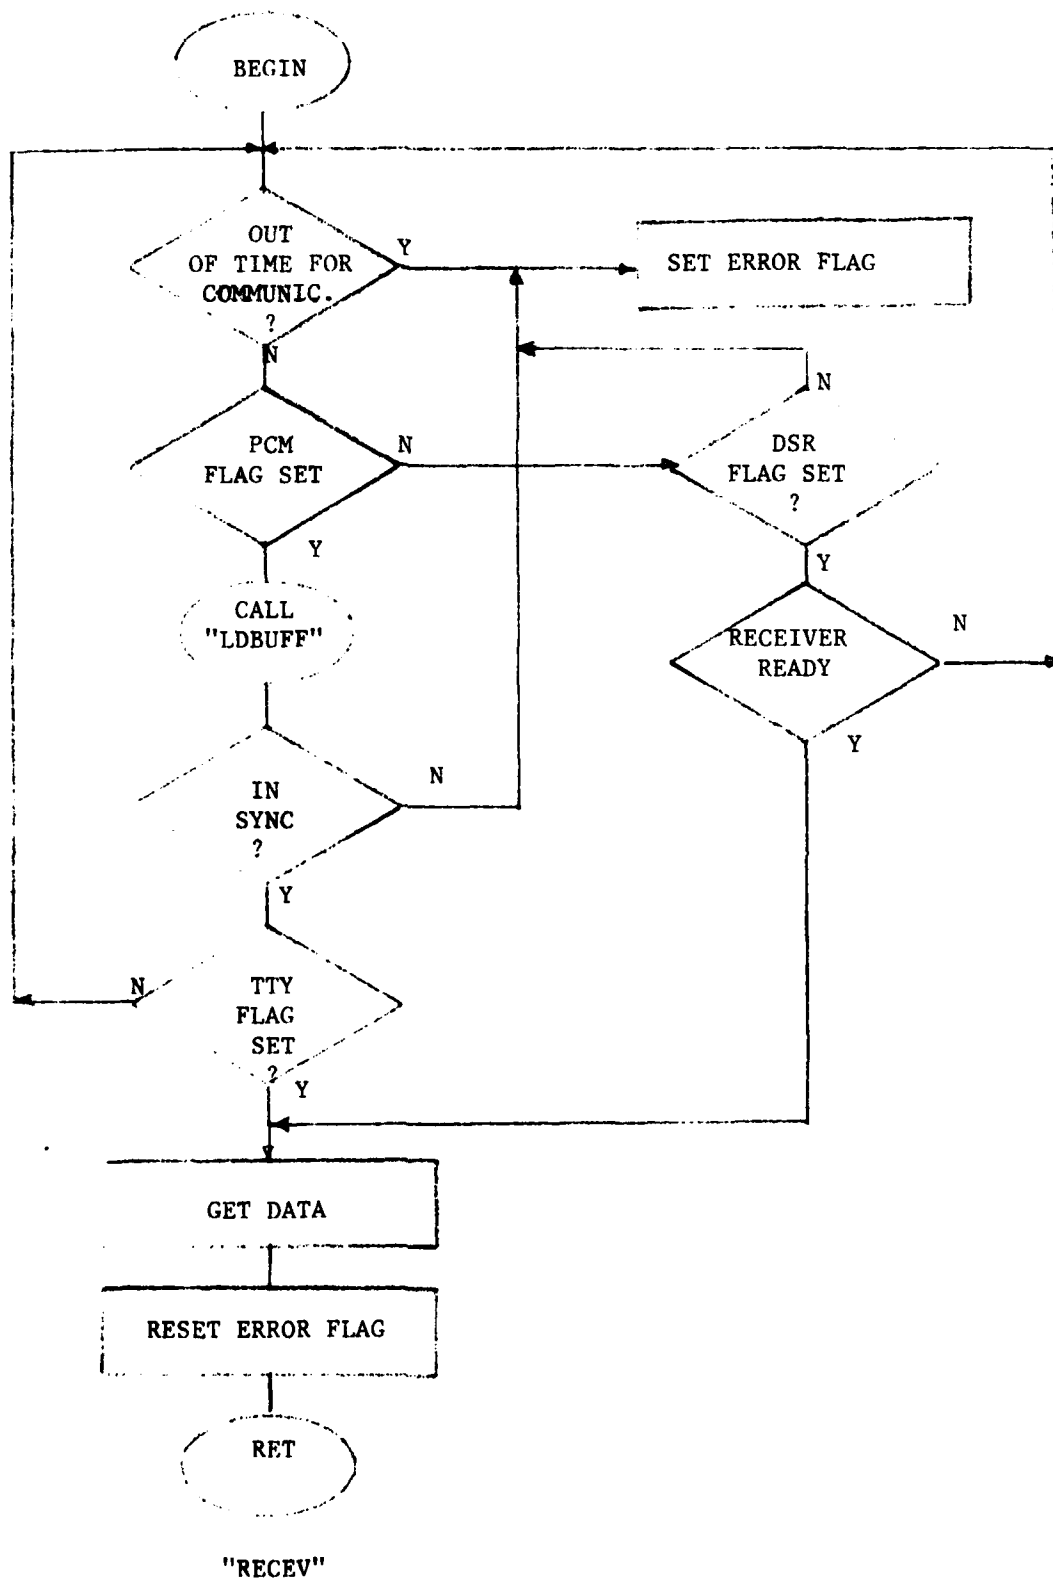 BEGIN
OUT
OF TIME FOR
COMMUNIC.
?
Y
N
SET ERROR FLAG
PCM
FLAG SET
N
Y
DSR
FLAG SET
?
N
Y
CALL
"LDBUFF"
RECEIVER
READY
N
Y
IN
SYNC
?
N
Y
TTY
FLAG
SET
?
N
Y
GET DATA
RESET ERROR FLAG
RET
"RECEV"